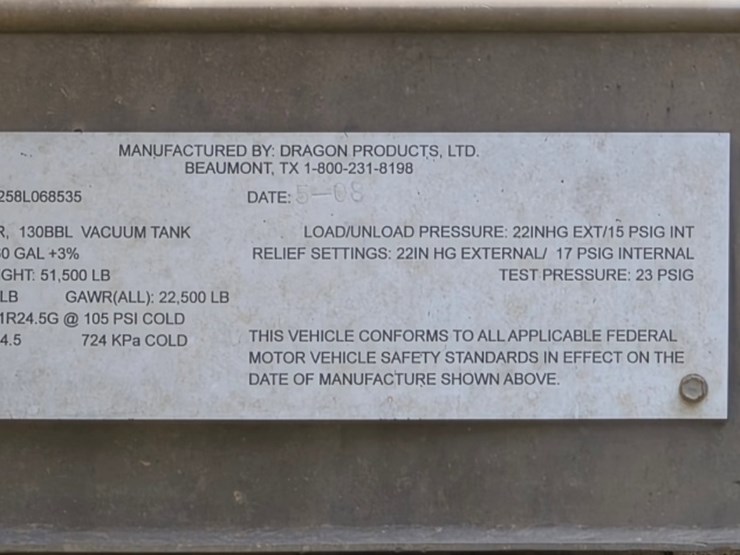 MANUFACTURED BY: DRAGON PRODUCTS, LTD.
BEAUMONT, TX 1-800-231-8198
258L068535 DATE: 5-08
R, 130BBL VACUUM TANK LOAD/UNLOAD PRESSURE: 22INHG EXT/15 PSIG INT
0 GAL +3% RELIEF SETTINGS: 22IN HG EXTERNAL/ 17 PSIG INTERNAL
GHT: 51,500 LB TEST PRESSURE: 23 PSIG
LB GAWR(ALL): 22,500 LB
1R24.5G @ 105 PSI COLD
4.5 724 KPa COLD
THIS VEHICLE CONFORMS TO ALL APPLICABLE FEDERAL
MOTOR VEHICLE SAFETY STANDARDS IN EFFECT ON THE
DATE OF MANUFACTURE SHOWN ABOVE.